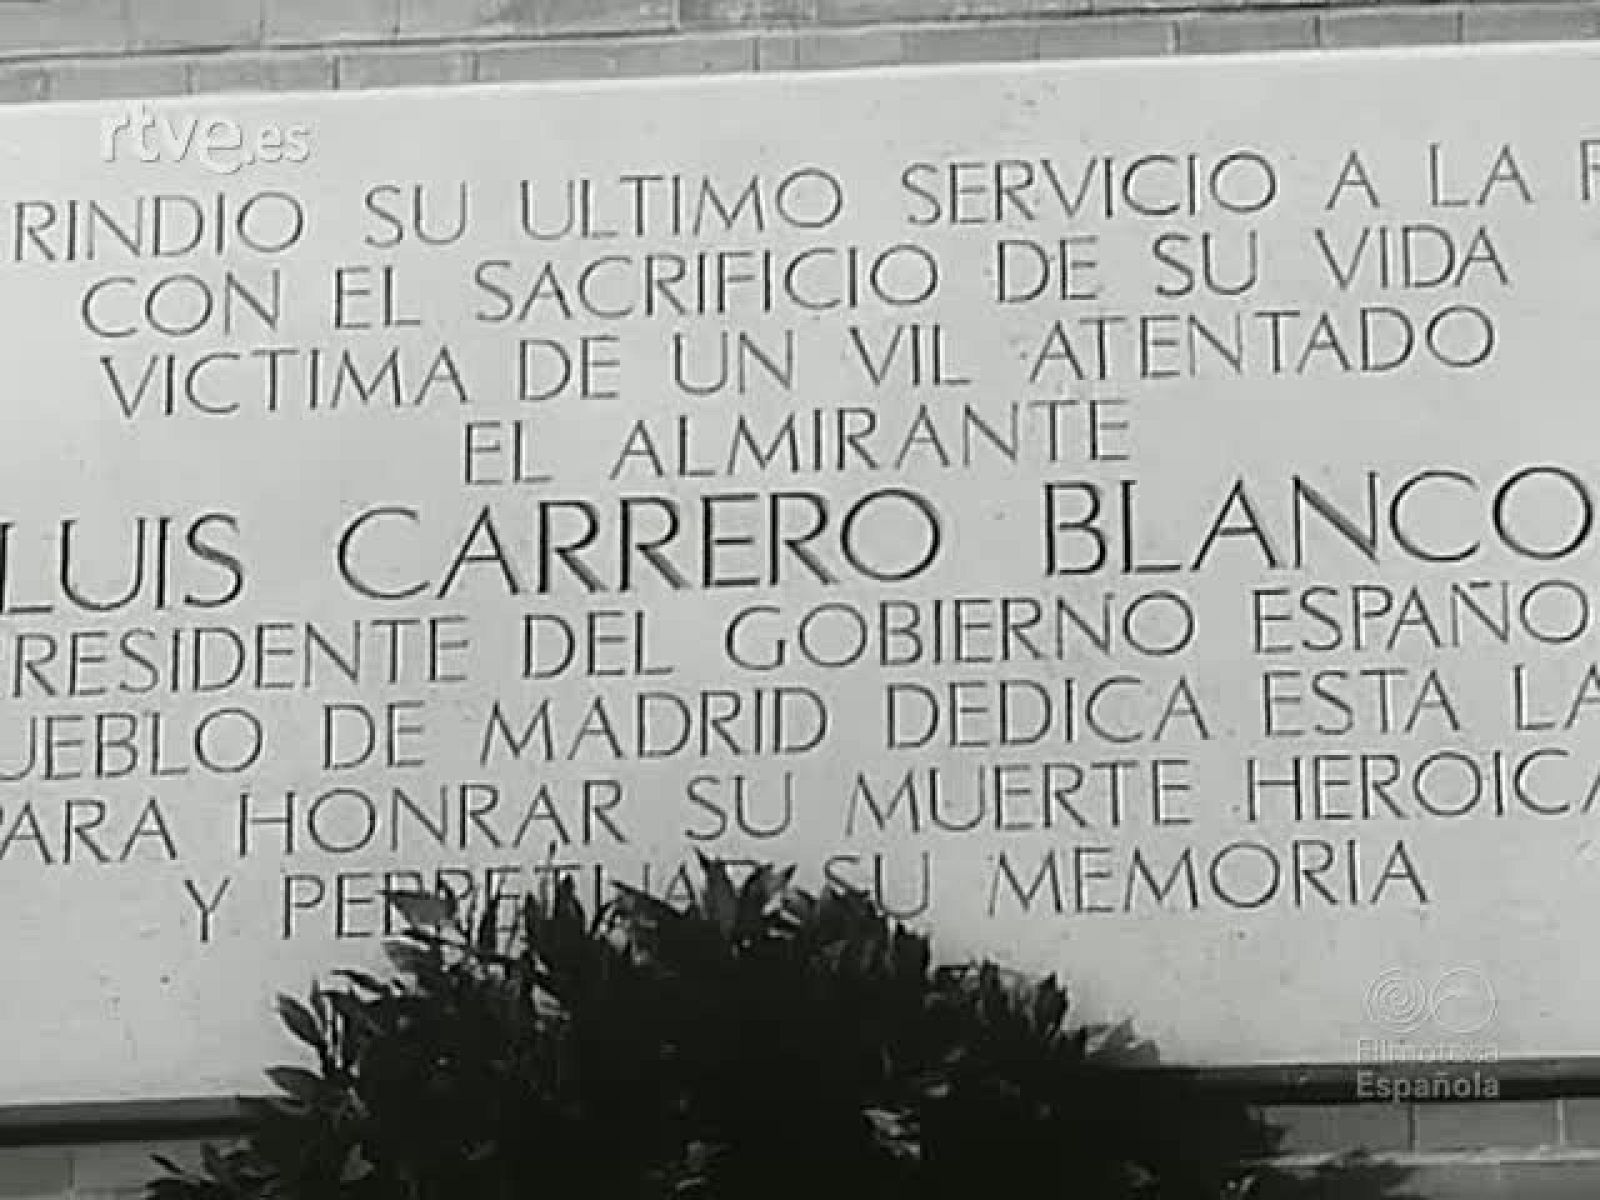 rtve.es
RINDIO SU ULTIMO SERVICIO A LA
CON EL SACRIFICIO DE SU VIDA
VICTIMA DE UN VIL ATENTADO
EL ALMIRANTE
LUIS CARRERO BLANCO
RESIDENTE DEL GOBIERNO ESPAÑO
UEBLO DE MADRID DEDICA ESTA LA
PARA HONRAR SU MUERTE HEROICA
Y PERPETUAR SU MEMORIA
Filmoteca
Española